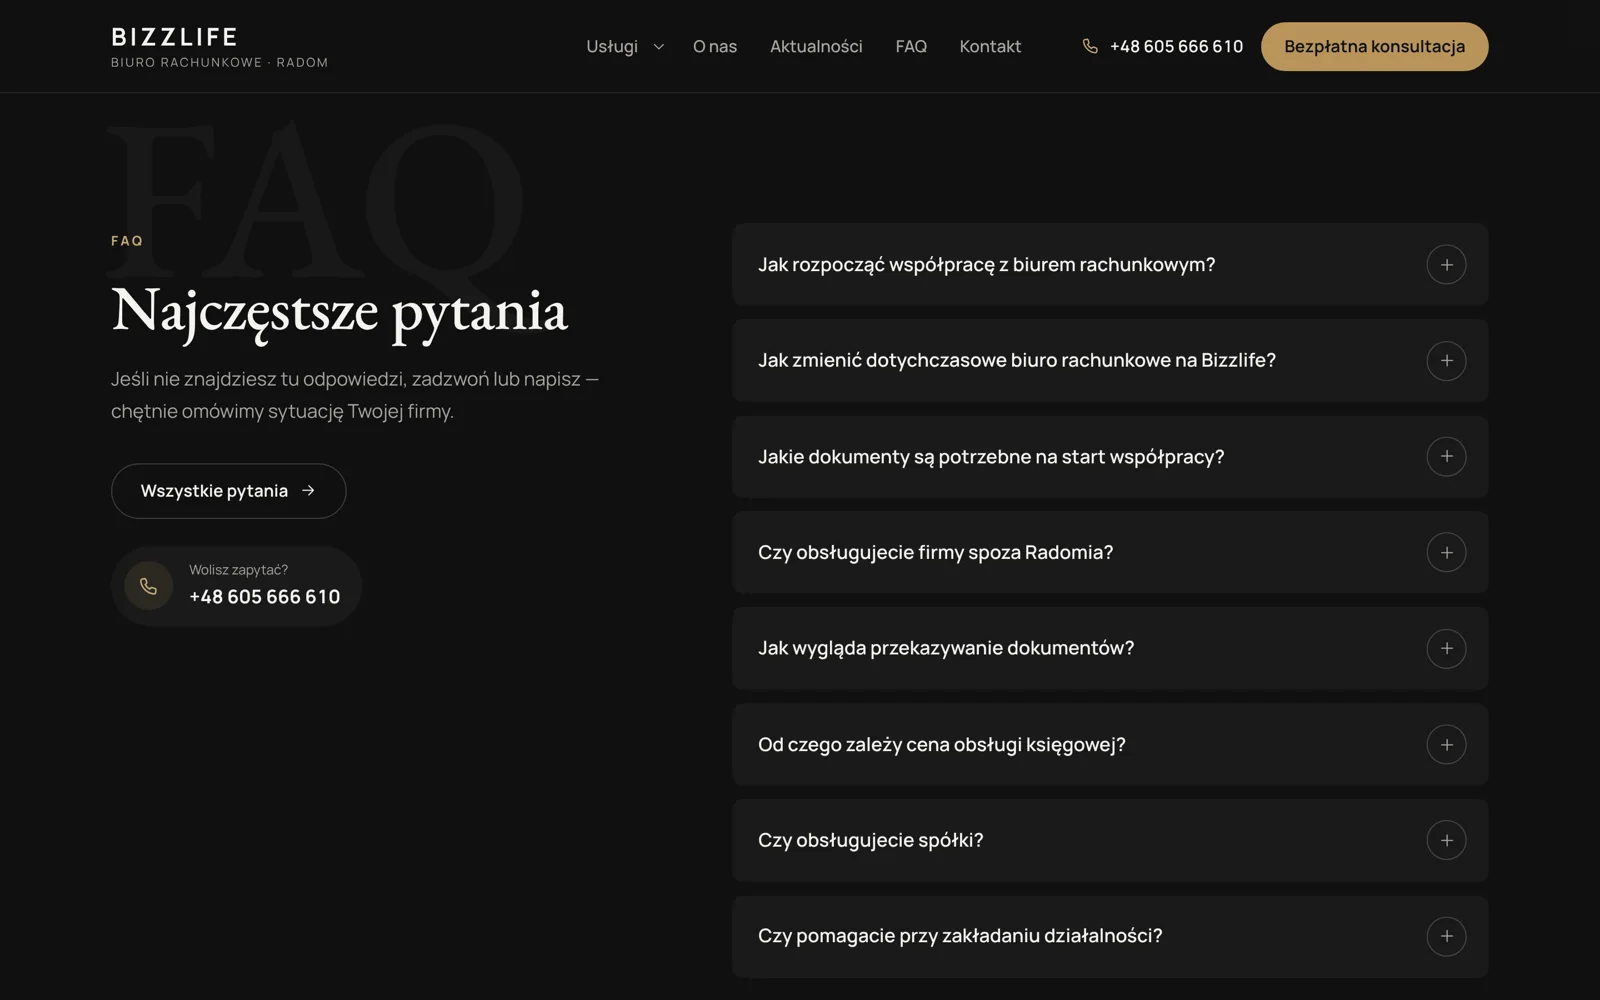 BIZZLIFE
BIURO RACHUNKOWE · RADOM
Usługi
O nas
Aktualności
FAQ
Kontakt
+48 605 666 610
Bezpłatna konsultacja
FAQ
FAQ
Najczęstsze pytania
Jeśli nie znajdziesz tu odpowiedzi, zadzwoń lub napisz —
chętnie omówimy sytuację Twojej firmy.
Wszystkie pytania →
Wolisz zapytać?
+48 605 666 610
Jak rozpocząć współpracę z biurem rachunkowym?
Jak zmienić dotychczasowe biuro rachunkowe na Bizzlife?
Jakie dokumenty są potrzebne na start współpracy?
Czy obsługujecie firmy spoza Radomia?
Jak wygląda przekazywanie dokumentów?
Od czego zależy cena obsługi księgowej?
Czy obsługujecie spółki?
Czy pomagacie przy zakładaniu działalności?